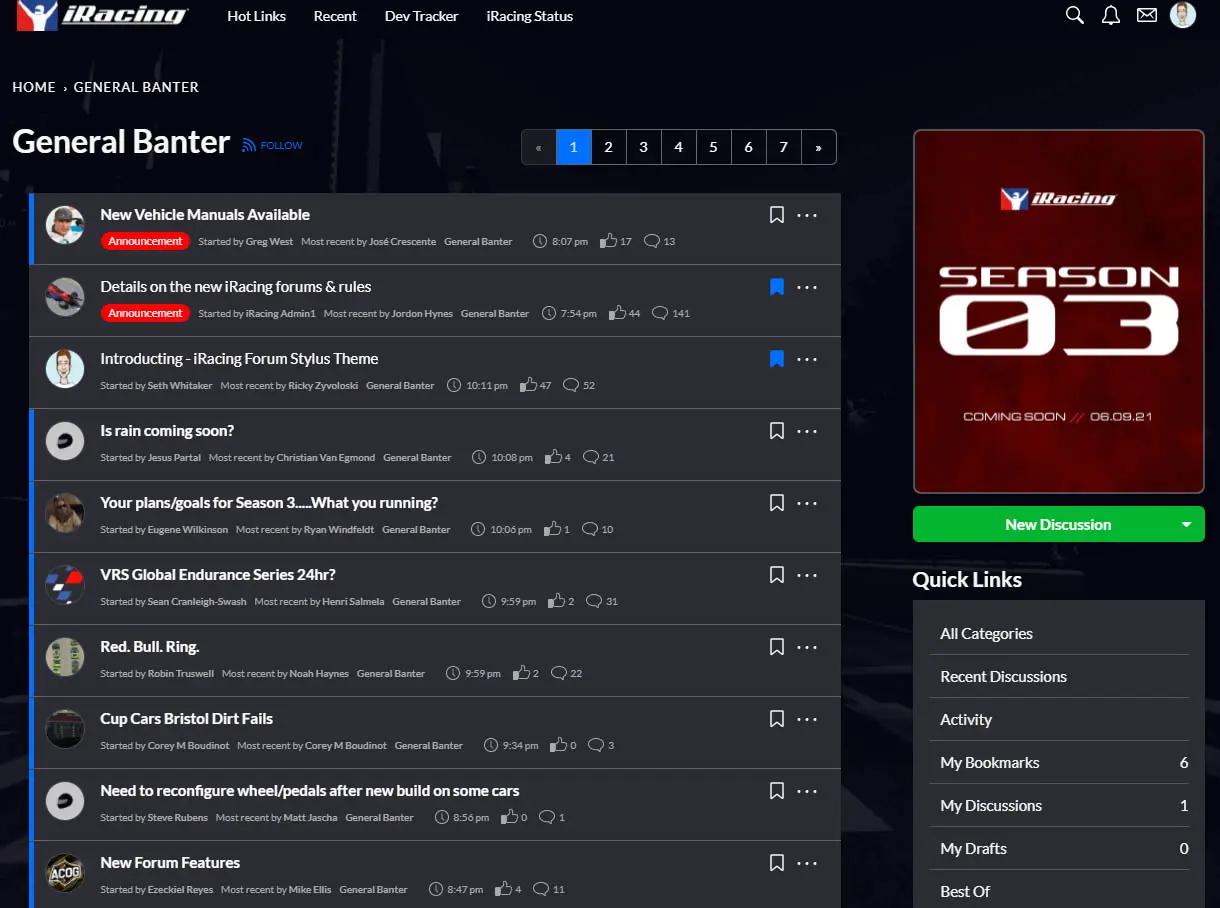 iRacing Hot Links Recent Dev Tracker iRacing Status
HOME › GENERAL BANTER
General Banter FOLLOW
« 1 2 3 4 5 6 7 »
New Vehicle Manuals Available
Announcement Started by Greg West Most recent by José Crescente General Banter 8:07 pm 17 13
Details on the new iRacing forums & rules
Announcement Started by iRacing Admin1 Most recent by Jordon Hynes General Banter 7:54 pm 44 141
Introducting - iRacing Forum Stylus Theme
Started by Seth Whitaker Most recent by Ricky Zyvoloski General Banter 10:11 pm 47 52
Is rain coming soon?
Started by Jesus Partal Most recent by Christian Van Egmond General Banter 10:08 pm 4 21
Your plans/goals for Season 3.....What you running?
Started by Eugene Wilkinson Most recent by Ryan Windfeldt General Banter 10:06 pm 1 10
VRS Global Endurance Series 24hr?
Started by Sean Cranleigh-Swash Most recent by Henri Salmela General Banter 9:59 pm 2 31
Red. Bull. Ring.
Started by Robin Truswell Most recent by Noah Haynes General Banter 9:59 pm 2 22
Cup Cars Bristol Dirt Fails
Started by Corey M Boudinot Most recent by Corey M Boudinot General Banter 9:34 pm 0 3
Need to reconfigure wheel/pedals after new build on some cars
Started by Steve Rubens Most recent by Matt Jascha General Banter 8:56 pm 0 1
ACOG
New Forum Features
Started by Ezeckiel Reyes Most recent by Mike Ellis General Banter 8:47 pm 4 11
iRacing
SEASON
03
COMING SOON // 06.09.21
New Discussion
Quick Links
All Categories
Recent Discussions
Activity
My Bookmarks 6
My Discussions 1
My Drafts 0
Best Of